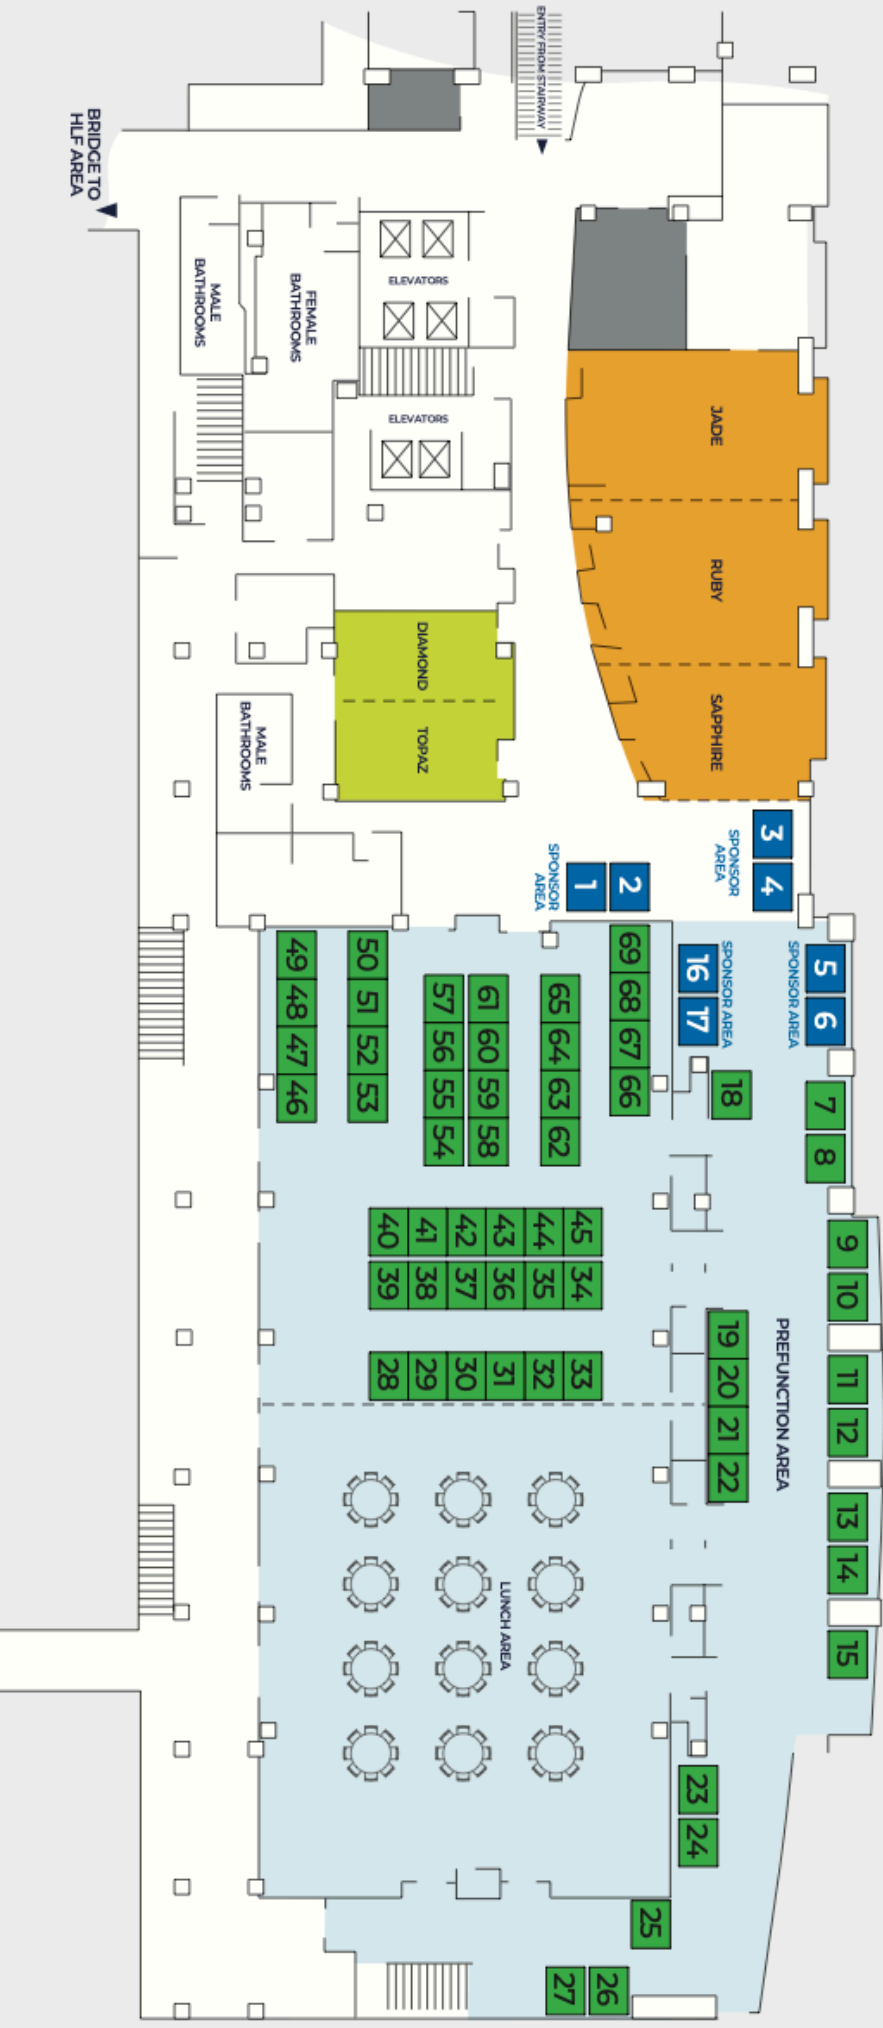 ENTRY FROM STAIRWAY
BRIDGE TO
HLF AREA
MALE
BATHROOMS
FEMALE
BATHROOMS
ELEVATORS
ELEVATORS
JADE
RUBY
SAPPHIRE
DIAMOND
TOPAZ
MALE
BATHROOMS
3
4
SPONSOR
AREA
SPONSOR
AREA
1
2
5
6
SPONSOR AREA
SPONSOR AREA
16
17
18
7
8
9
10
11
12
13
14
15
PREFUNCTION AREA
19
20
21
22
69
68
67
66
65
64
63
62
61
60
59
58
57
56
55
54
50
51
52
53
49
48
47
46
45
44
43
42
41
40
34
35
36
37
38
39
33
32
31
30
29
28
LUNCH AREA
23
24
25
26
27